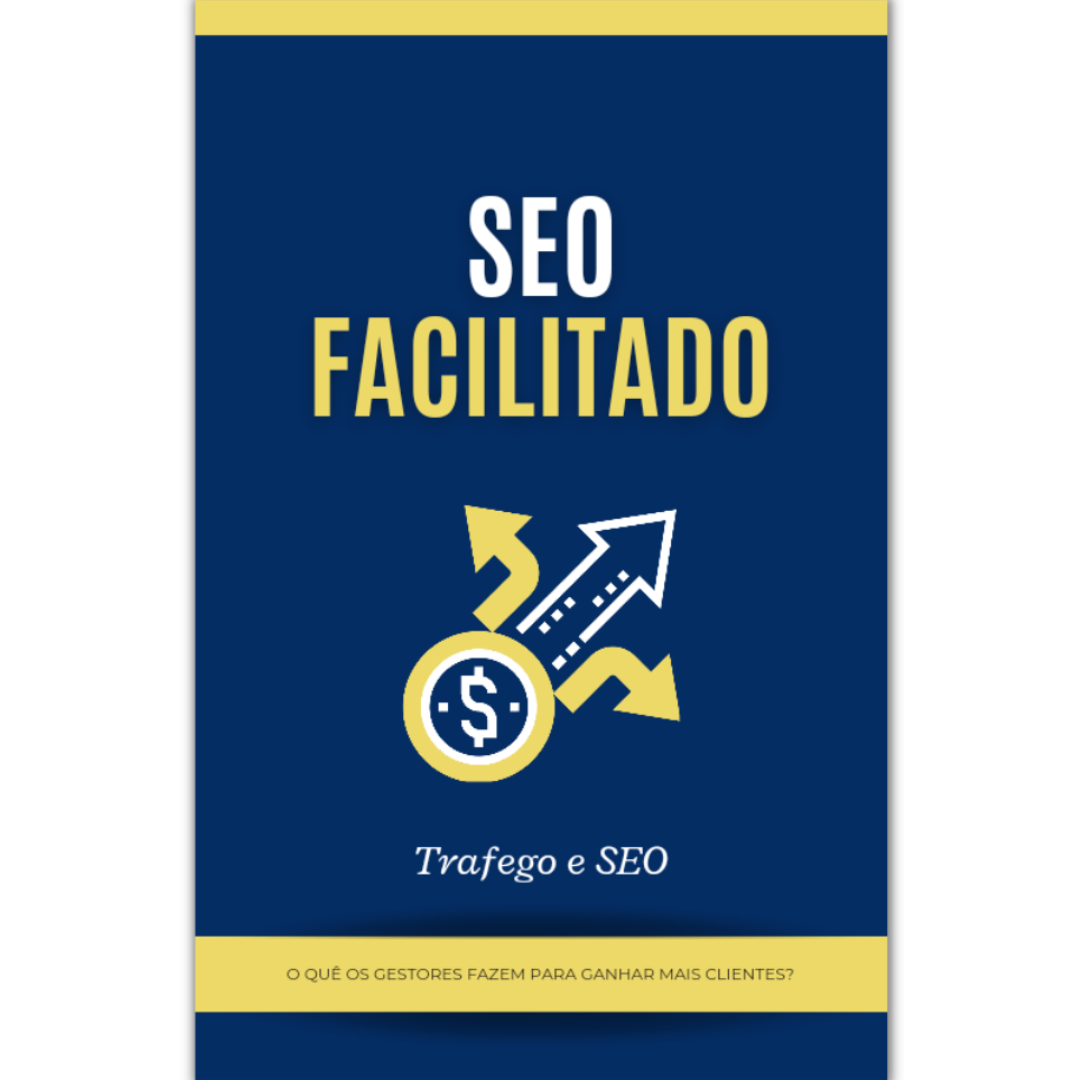 SEO
FACILITADO
$
Trafego e SEO
O QUÊ OS GESTORES FAZEM PARA GANHAR MAIS CLIENTES?